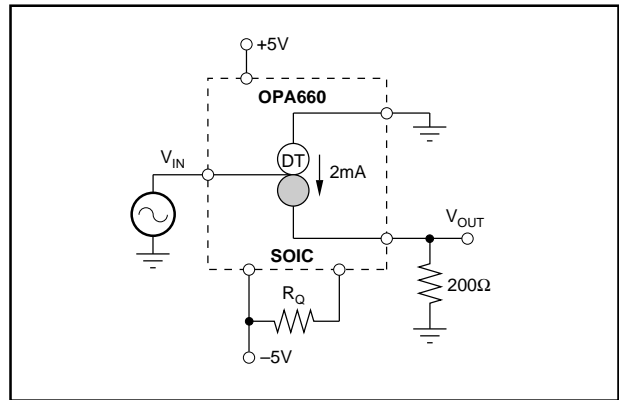 +5V
OPA660
V_IN
DT
2mA
V_OUT
SOIC
R_Q
200Ω
–5V